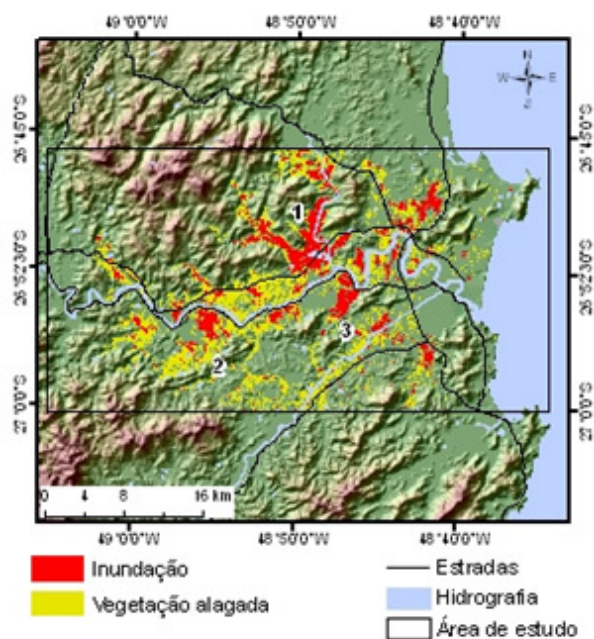 49°0'0"W 48°50'0"W 48°40'0"W
N
W E
S
26°45'0"S 26°45'0"S
1
26°52'30"S 26°52'30"S
3
2
27°0'0"S 27°0'0"S
0 4 8 16 km
49°0'0"W 48°50'0"W 48°40'0"W
Inundação
Vegetação alagada
Estradas
Hidrografia
Área de estudo